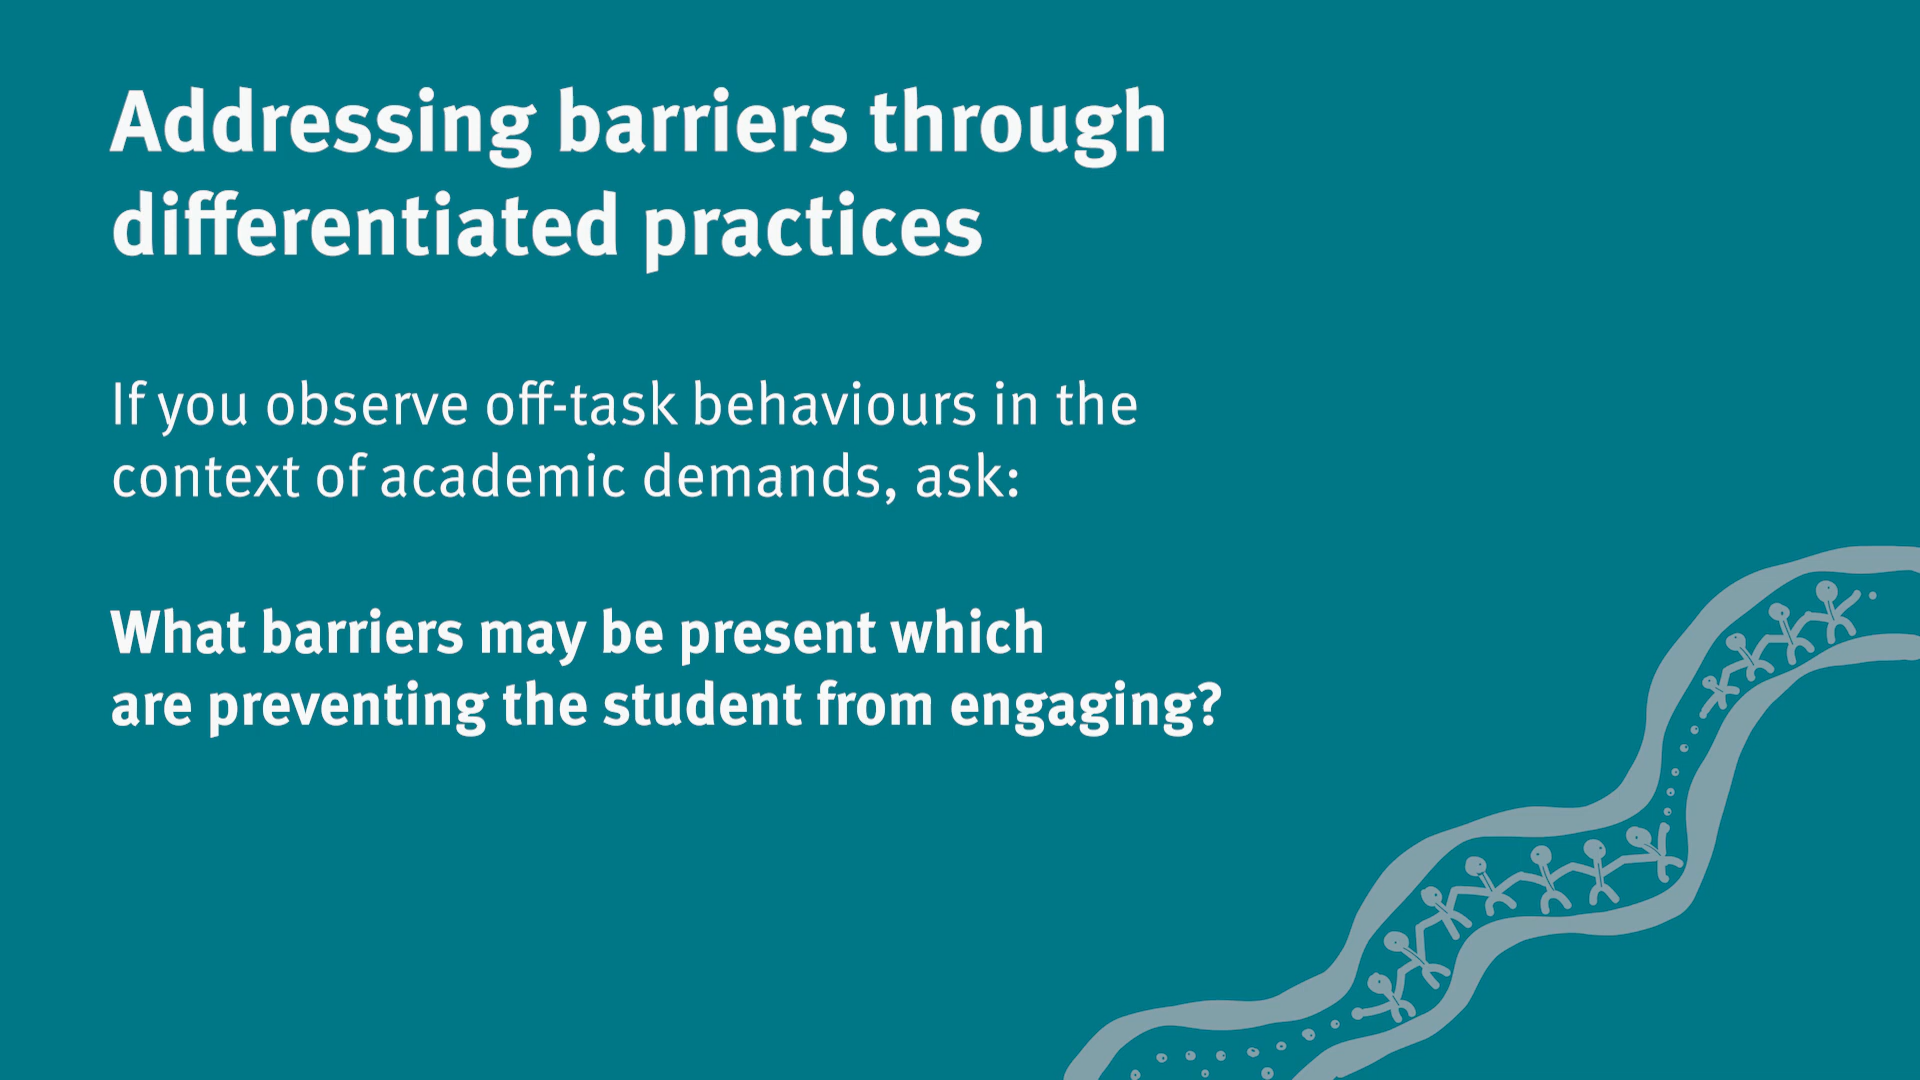 Addressing barriers through
differentiated practices
If you observe off-task behaviours in the
context of academic demands, ask:
What barriers may be present which
are preventing the student from engaging?